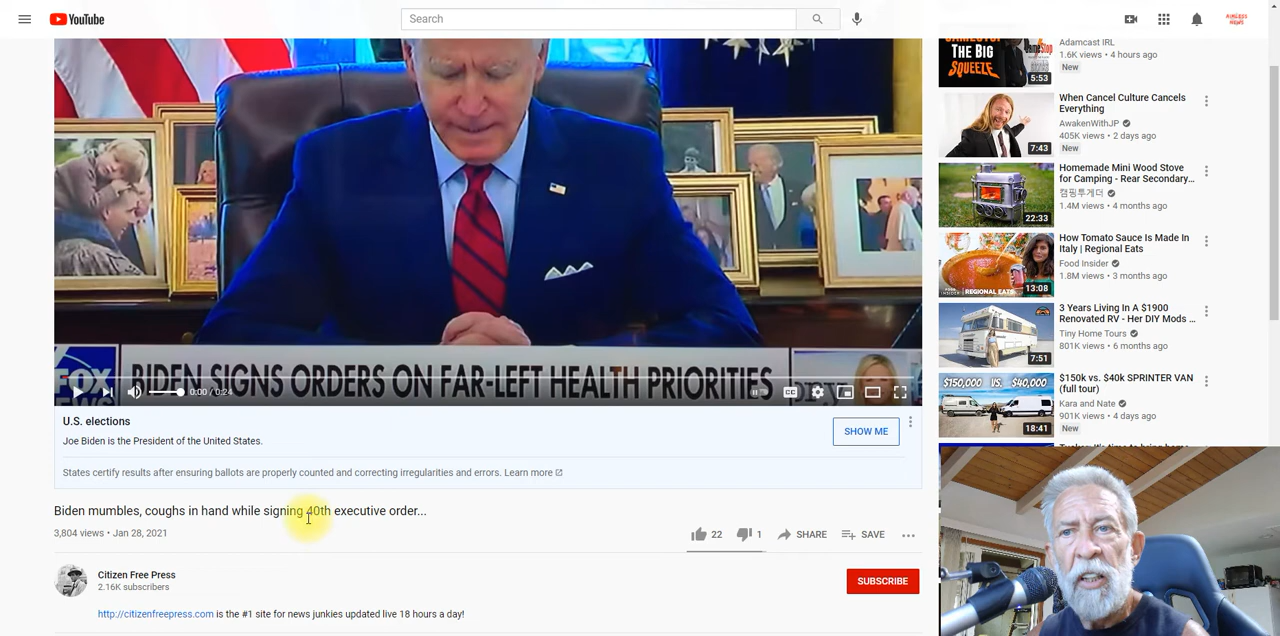 YouTube
Search
AIMLESS
NEWS
BIDEN SIGNS ORDERS ON FAR-LEFT HEALTH PRIORITIES
FOX
0:00 / 0:24
U.S. elections
Joe Biden is the President of the United States.
SHOW ME
States certify results after ensuring ballots are properly counted and correcting irregularities and errors. Learn more
Biden mumbles, coughs in hand while signing 40th executive order...
3,804 views • Jan 28, 2021
22
1
SHARE
SAVE
Citizen Free Press
2.16K subscribers
SUBSCRIBE
http://citizenfreepress.com is the #1 site for news junkies updated live 18 hours a day!
THE BIG
SQUEEZE
5:53
Adamcast IRL
1.6K views • 4 hours ago
New
7:43
When Cancel Culture Cancels
Everything
AwakenWithJP
405K views • 2 days ago
New
22:33
Homemade Mini Wood Stove
for Camping - Rear Secondary...
캠핑투게더
1.4M views • 4 months ago
REGIONAL EATS
13:08
How Tomato Sauce Is Made In
Italy | Regional Eats
Food Insider
1.8M views • 3 months ago
7:51
3 Years Living In A $1900
Renovated RV - Her DIY Mods ...
Tiny Home Tours
801K views • 6 months ago
$150,000 VS. $40,000
18:41
$150k vs. $40k SPRINTER VAN
(full tour)
Kara and Nate
901K views • 4 days ago
New